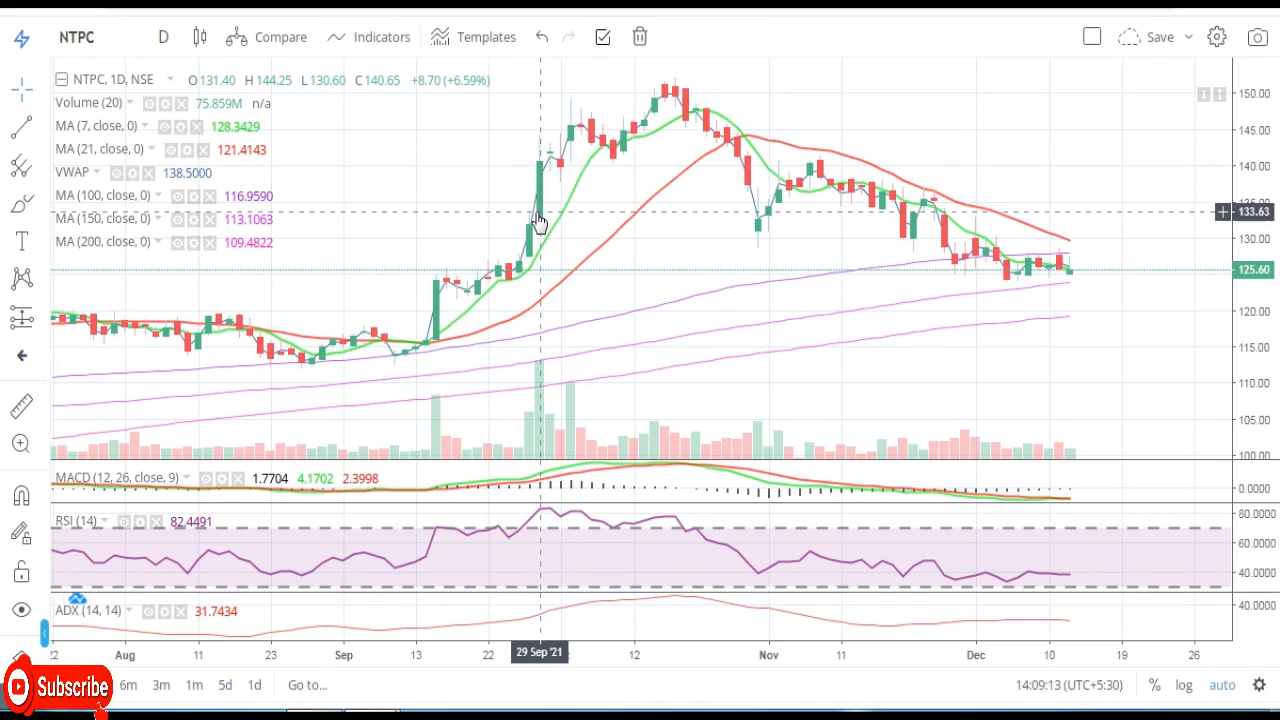 NTPC D Compare Indicators Templates Save
NTPC, 1D, NSE O131.40 H144.25 L130.60 C140.65 +8.70 (+6.59%)
Volume (20) 75.859M n/a
MA (7, close, 0) 128.3429
MA (21, close, 0) 121.4143
VWAP 138.5000
MA (100, close, 0) 116.9590
MA (150, close, 0) 113.1063
MA (200, close, 0) 109.4822
150.00
145.00
140.00
135.00
133.63
130.00
125.60
120.00
115.00
110.00
105.00
100.00
MACD (12, 26, close, 9) 1.7704 4.1702 2.3998
0.0000
RSI (14) 82.4491
80.0000
60.0000
40.0000
ADX (14, 14) 31.7434
40.0000
22 Aug 11 23 Sep 13 22 29 Sep '21 12 Nov 11 Dec 10 19 26
Subscribe 6m 3m 1m 5d 1d Go to... 14:09:13 (UTC+5:30) % log auto